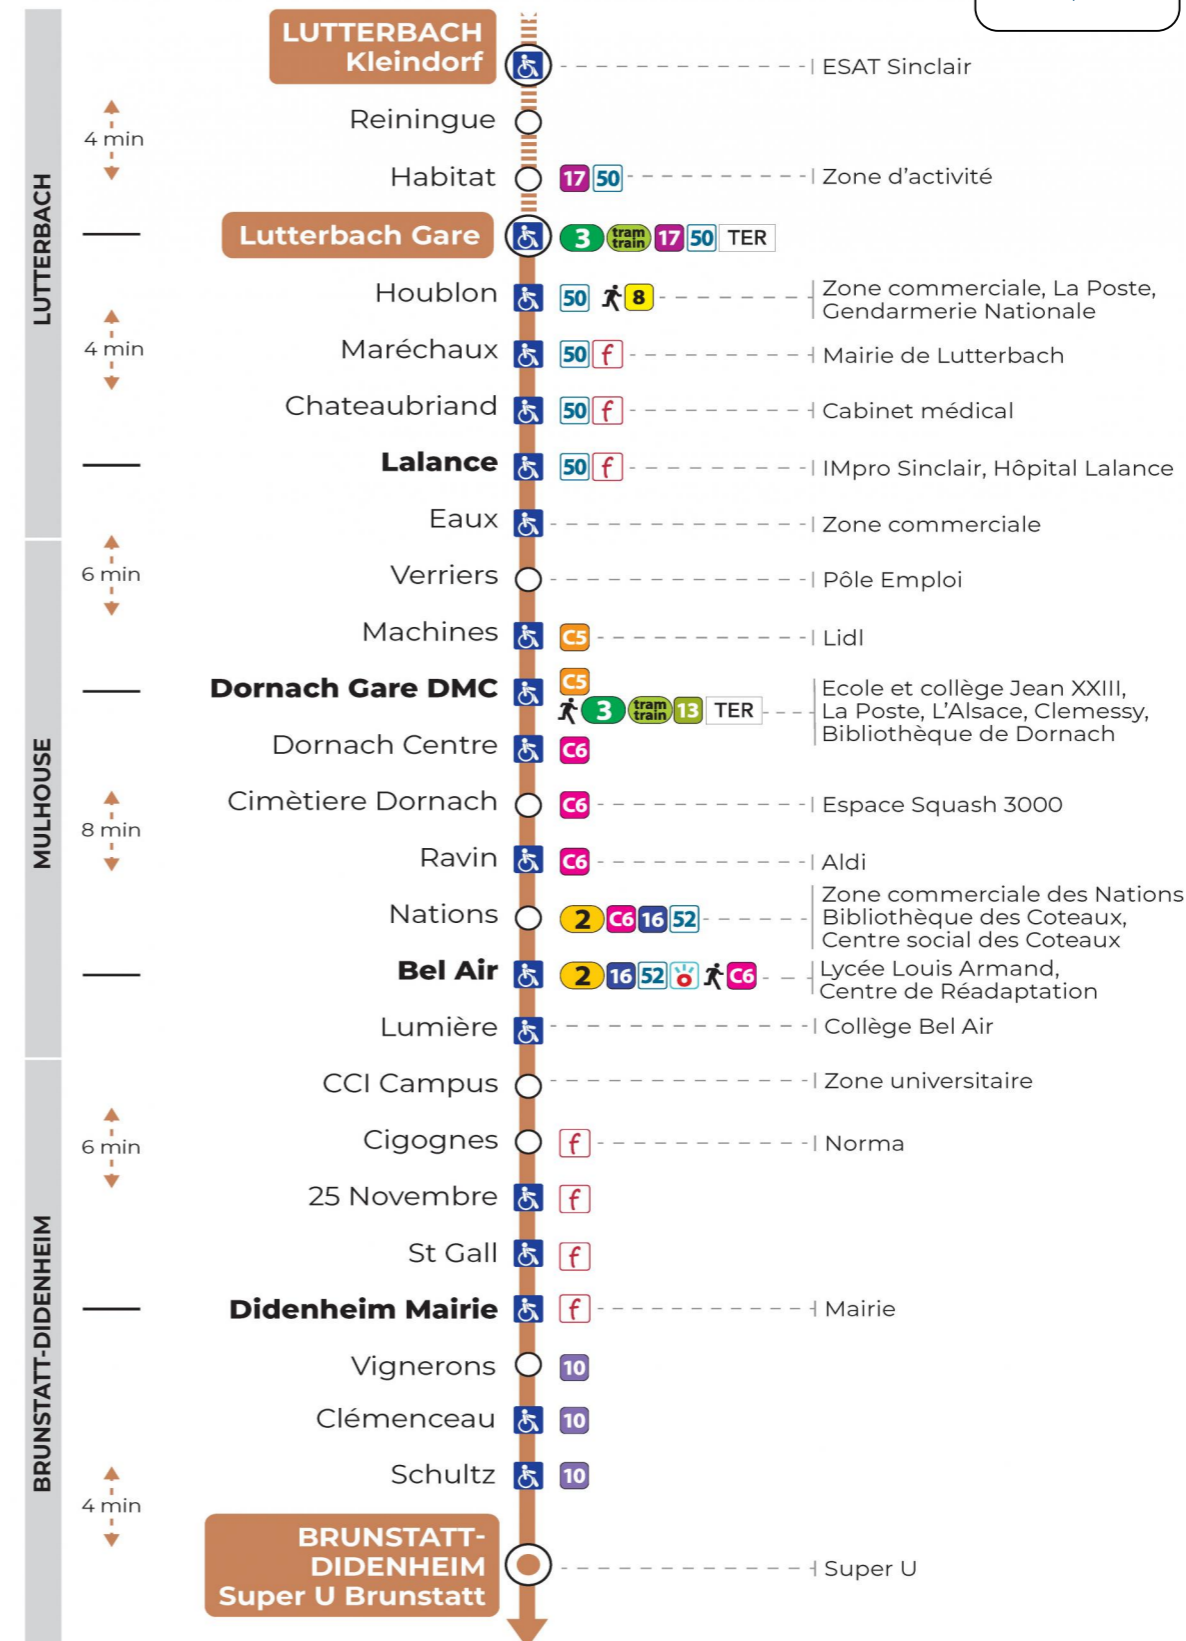 LUTTERBACH
Kleindorf
ESAT Sinclair
Reiningue
4 min
Habitat
17 50
Zone d'activité
LUTTERBACH
Lutterbach Gare
3 tram train 17 50 TER
Houblon
50 8
Zone commerciale, La Poste,
Gendarmerie Nationale
4 min
Maréchaux
50 f
Mairie de Lutterbach
Chateaubriand
50 f
Cabinet médical
Lalance
50 f
IMpro Sinclair, Hôpital Lalance
Eaux
Zone commerciale
6 min
Verriers
Pôle Emploi
Machines
C5
Lidl
Dornach Gare DMC
C5
3 tram train 13 TER
Ecole et collège Jean XXIII,
La Poste, L'Alsace, Clemessy,
Bibliothèque de Dornach
Dornach Centre
C6
MULHOUSE
Cimètiere Dornach
C6
Espace Squash 3000
8 min
Ravin
C6
Aldi
Nations
2 C6 16 52
Zone commerciale des Nations
Bibliothèque des Coteaux,
Centre social des Coteaux
Bel Air
2 16 52 C6
Lycée Louis Armand,
Centre de Réadaptation
Lumière
Collège Bel Air
CCI Campus
Zone universitaire
6 min
Cigognes
f
Norma
25 Novembre
f
St Gall
f
Didenheim Mairie
f
Mairie
BRUNSTATT-DIDENHEIM
Vignerons
10
Clémenceau
10
Schultz
10
4 min
BRUNSTATT-
DIDENHEIM
Super U Brunstatt
Super U